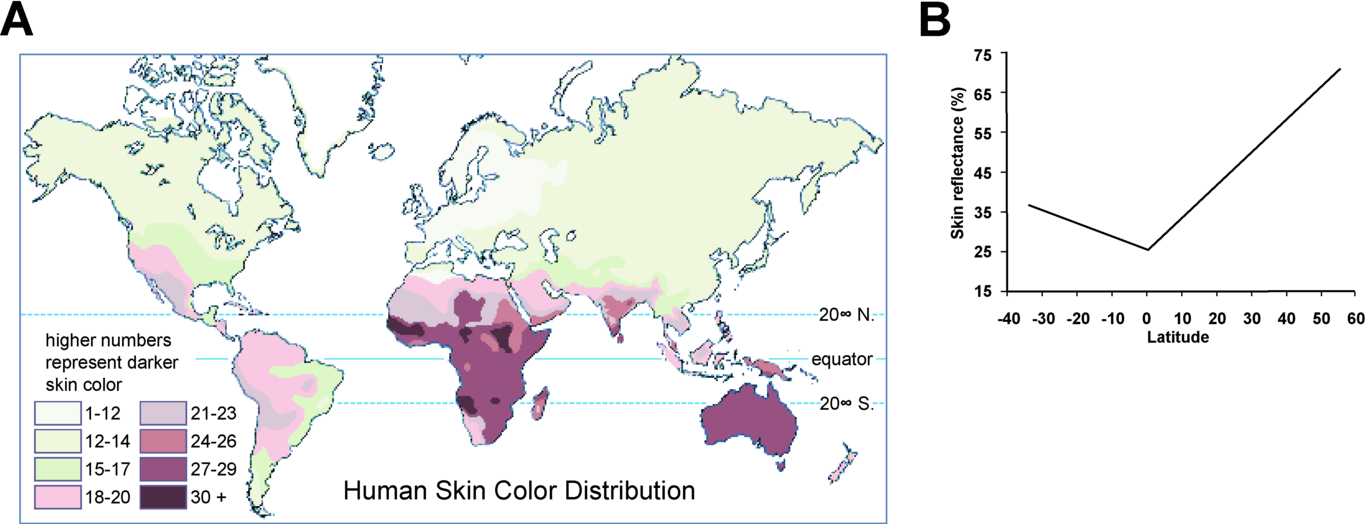 A
20∞ N.
equator
20∞ S.
higher numbers
represent darker
skin color
1-12
12-14
15-17
18-20
21-23
24-26
27-29
30 +
Human Skin Color Distribution
B
Skin reflectance (%)
75
65
55
45
35
25
15
-40 -30 -20 -10 0 10 20 30 40 50 60
Latitude